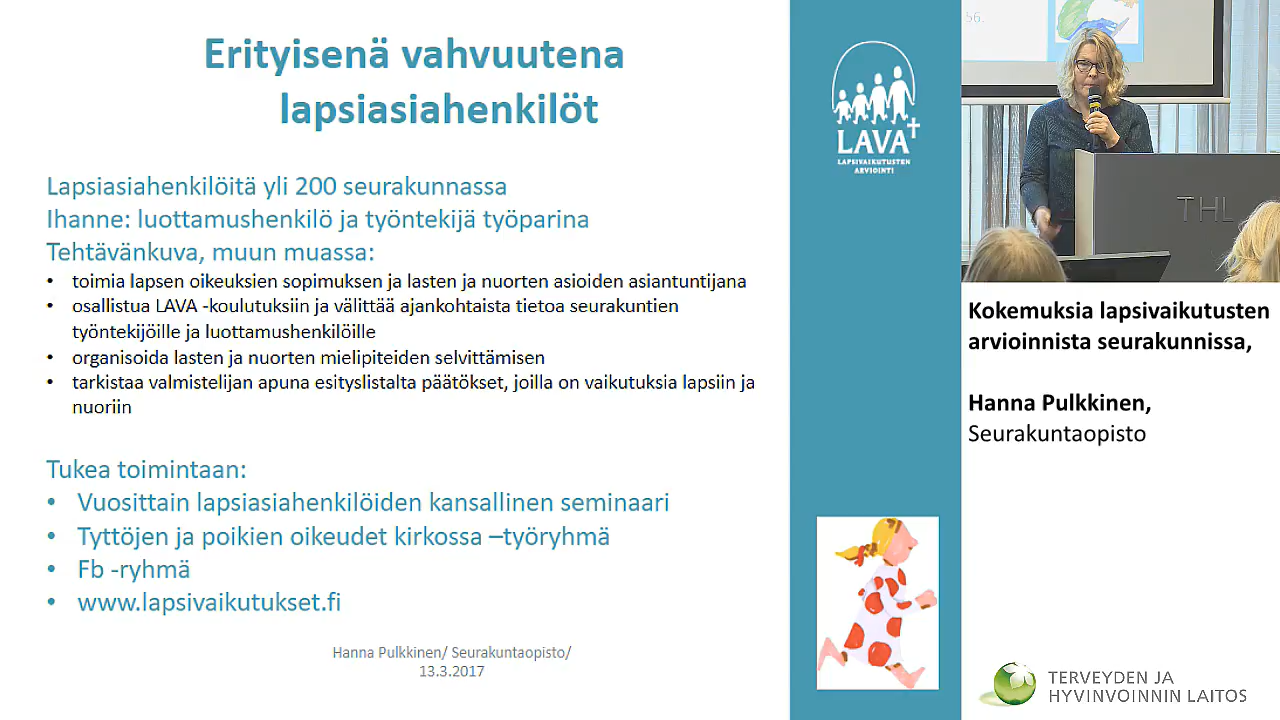 Erityisenä vahvuutena
lapsiasiahenkilöt
Lapsiasiahenkilöitä yli 200 seurakunnassa
Ihanne: luottamushenkilö ja työntekijä työparina
Tehtävänkuva, muun muassa:
• toimia lapsen oikeuksien sopimuksen ja lasten ja nuorten asioiden asiantuntijana
• osallistua LAVA -koulutuksiin ja välittää ajankohtaista tietoa seurakuntien
työntekijöille ja luottamushenkilöille
• organisoida lasten ja nuorten mielipiteiden selvittämisen
• tarkistaa valmistelijan apuna esityslistalta päätökset, joilla on vaikutuksia lapsiin ja
nuoriin
Tukea toimintaan:
• Vuosittain lapsiasiahenkilöiden kansallinen seminaari
• Tyttöjen ja poikien oikeudet kirkossa –työryhmä
• Fb -ryhmä
• www.lapsivaikutukset.fi
Hanna Pulkkinen/ Seurakuntaopisto/
13.3.2017
LAVA
LAPSIVAIKUTUSTEN
ARVIOINTI
56.
THL
Kokemuksia lapsivaikutusten
arvioinnista seurakunnissa,
Hanna Pulkkinen,
Seurakuntaopisto
TERVEYDEN JA
HYVINVOINNIN LAITOS